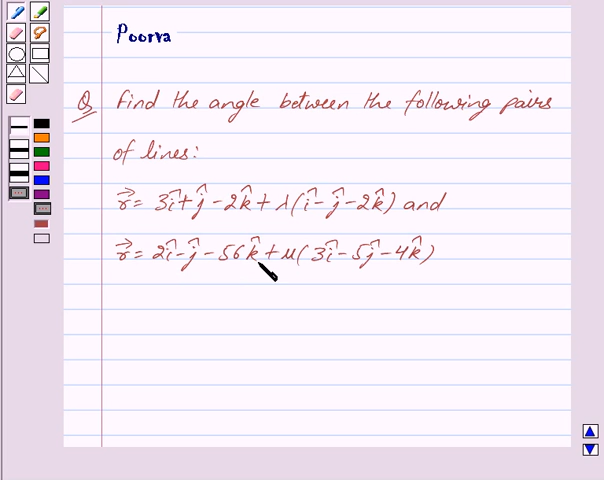 Poorva
Q Find the angle between the following pairs
of lines:
r⃗ = 3î + ĵ - 2k̂ + λ(î - ĵ - 2k̂) and
r⃗ = 2î - ĵ - 56k̂ + μ(3î - 5ĵ - 4k̂)